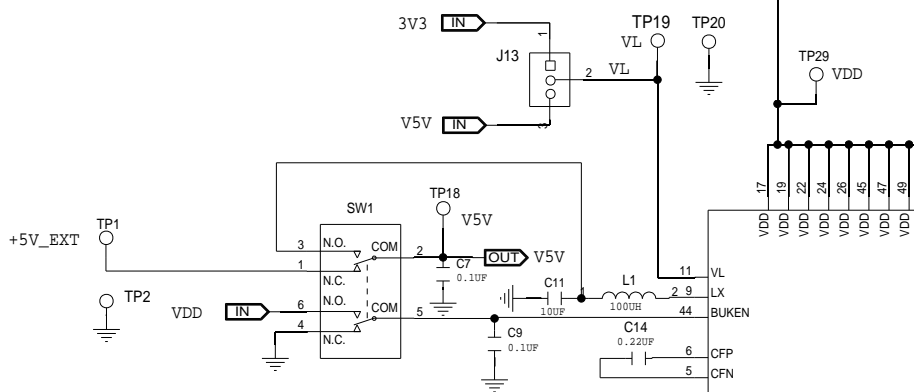 3V3 IN
1
J13
TP19
TP20
VL
2 VL
TP29
VDD
V5V IN
3
17 19 22 24 26 45 47 49
VDD VDD VDD VDD VDD VDD VDD VDD
SW1
TP18
V5V
+5V_EXT
TP1
3 N.O.
COM 2
OUT V5V
1
N.C.
C7
0.1UF
TP2
VDD IN
6 N.O.
COM 5
4
N.C.
C11
10UF
1 L1 2
100UH
C9
0.1UF
C14
0.22UF
11 VL
9 LX
44 BUKEN
6 CFP
5 CFN